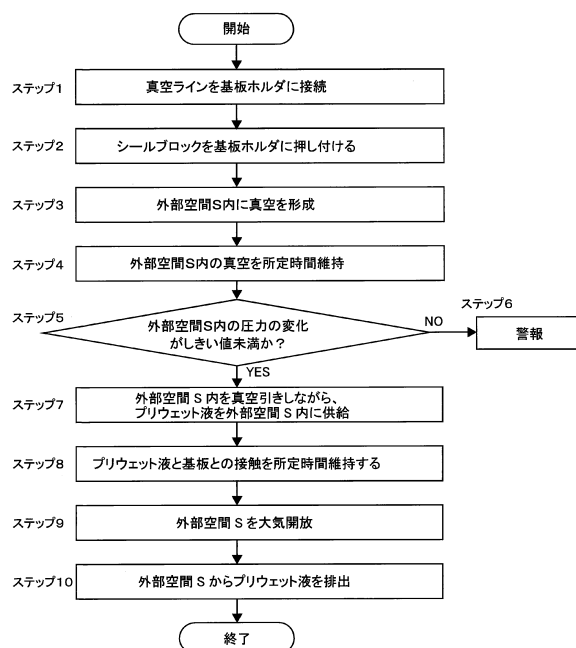 開始
ステップ1
真空ラインを基板ホルダに接続
ステップ2
シールブロックを基板ホルダに押し付ける
ステップ3
外部空間S内に真空を形成
ステップ4
外部空間S内の真空を所定時間維持
ステップ5
外部空間S内の圧力の変化
がしきい値未満か?
NO
ステップ6
警報
YES
ステップ7
外部空間S内を真空引きしながら、
プリウェット液を外部空間S内に供給
ステップ8
プリウェット液と基板との接触を所定時間維持する
ステップ9
外部空間Sを大気開放
ステップ10
外部空間Sからプリウェット液を排出
終了